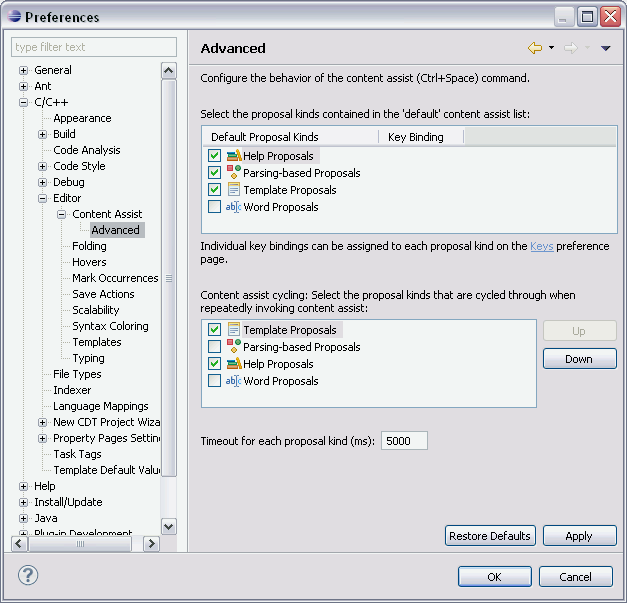 Preferences
type filter text
General
Ant
C/C++
Appearance
Build
Code Analysis
Code Style
Debug
Editor
Content Assist
Advanced
Folding
Hovers
Mark Occurrences
Save Actions
Scalability
Syntax Coloring
Templates
Typing
File Types
Indexer
Language Mappings
New CDT Project Wiza
Property Pages Settin
Task Tags
Template Default Valu
Help
Install/Update
Java
Plug-in Development
Advanced
Configure the behavior of the content assist (Ctrl+Space) command.
Select the proposal kinds contained in the 'default' content assist list:
Default Proposal Kinds Key Binding
Help Proposals
Parsing-based Proposals
Template Proposals
Word Proposals
Individual key bindings can be assigned to each proposal kind on the Keys preference
page.
Content assist cycling: Select the proposal kinds that are cycled through when
repeatedly invoking content assist:
Template Proposals
Parsing-based Proposals
Help Proposals
Word Proposals
Up
Down
Timeout for each proposal kind (ms): 5000
Restore Defaults Apply
OK Cancel